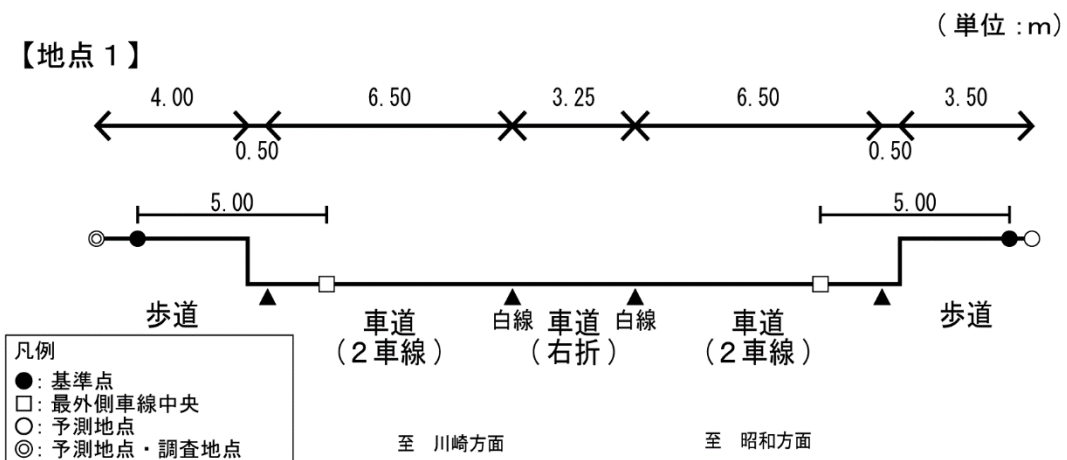 (単位:m)
【地点1】
4.00 6.50 3.25 6.50 3.50
0.50 0.50
5.00 5.00
歩道 車道 白線 車道 白線 車道 歩道
(2車線) (右折) (2車線)
凡例
●:基準点
□:最外側車線中央
○:予測地点
◎:予測地点・調査地点
至 川崎方面 至 昭和方面